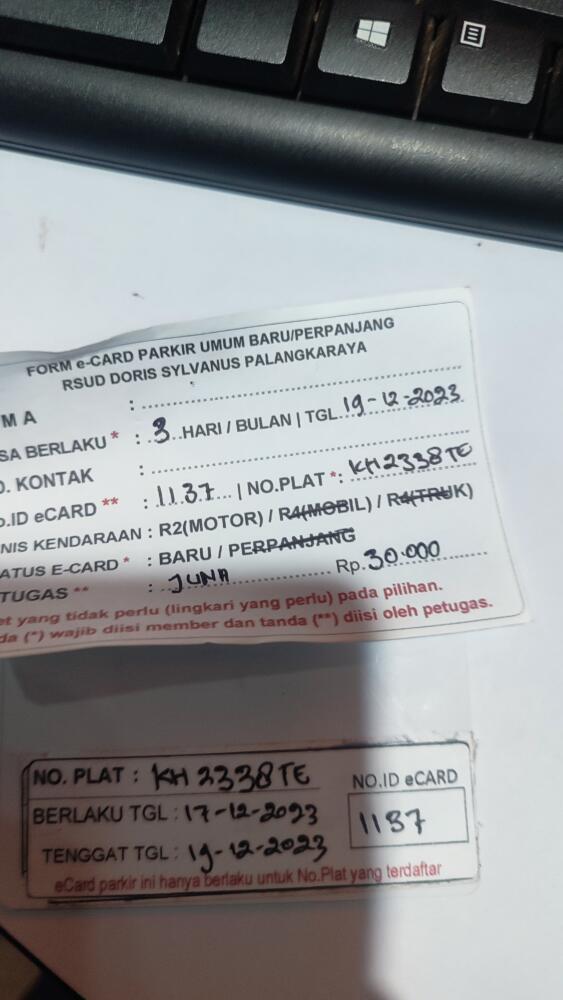 FORM e-CARD PARKIR UMUM BARU/PERPANJANG
RSUD DORIS SYLVANUS PALANGKARAYA
M A : ........
SA BERLAKU * : 3 HARI / BULAN | TGL 19-12-2023
. KONTAK : ........
.ID eCARD ** : 1137 | NO.PLAT *: KH 2338 TE
NIS KENDARAAN : R2(MOTOR) / R4(MOBIL) / R4(TRUK)
ATUS E-CARD * : BARU / PERPANJANG
TUGAS ** : JUNA Rp. 30.000
et yang tidak perlu (lingkari yang perlu) pada pilihan.
da (*) wajib diisi member dan tanda (**) diisi oleh petugas.
NO. PLAT : KH 2338 TE
NO.ID eCARD
BERLAKU TGL : 17-12-2023
1137
TENGGAT TGL : 19-12-2023
eCard parkir ini hanya berlaku untuk No.Plat yang terdaftar